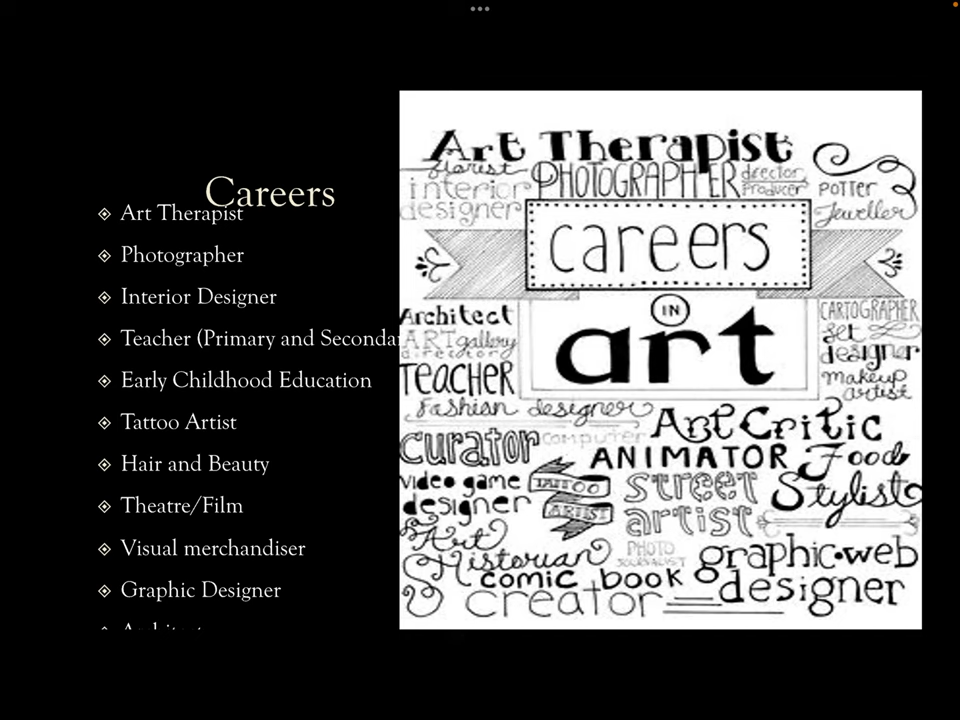 Careers
Art Therapist
Photographer
Interior Designer
Teacher (Primary and Seconda
Early Childhood Education
Tattoo Artist
Hair and Beauty
Theatre/Film
Visual merchandiser
Graphic Designer
Architect
Art Therapist
florist
PHOTOGRAPHER
director
producer
interior
designer
potter
Jeweller
careers
IN
art
Architect
ART gallery
director
TEACHER
CARTOGRAPHER
set
designer
makeup
artist
fashion designer
Art Critic
curator
computer
ANIMATOR
Food
Stylist
video game
designer
TATTOO
ARTIST
street
artist
Art
Historian
PHOTO
JOURNALIST
graphic•web
designer
comic book
creator